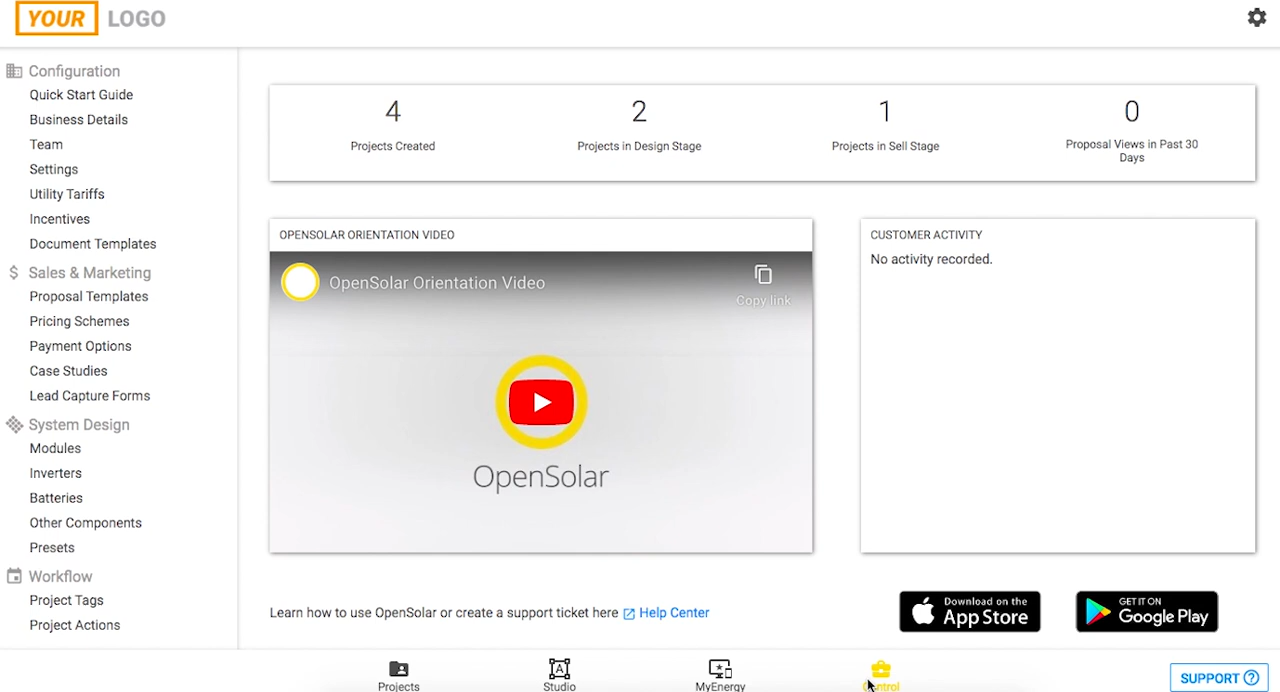 YOUR LOGO
Configuration
Quick Start Guide
Business Details
Team
Settings
Utility Tariffs
Incentives
Document Templates
Sales & Marketing
Proposal Templates
Pricing Schemes
Payment Options
Case Studies
Lead Capture Forms
System Design
Modules
Inverters
Batteries
Other Components
Presets
Workflow
Project Tags
Project Actions
4
Projects Created
2
Projects in Design Stage
1
Projects in Sell Stage
0
Proposal Views in Past 30
Days
OPENSOLAR ORIENTATION VIDEO
OpenSolar Orientation Video
Copy link
OpenSolar
CUSTOMER ACTIVITY
No activity recorded.
Learn how to use OpenSolar or create a support ticket here Help Center
Download on the
App Store
GET IT ON
Google Play
Projects
Studio
MyEnergy
Control
SUPPORT ?